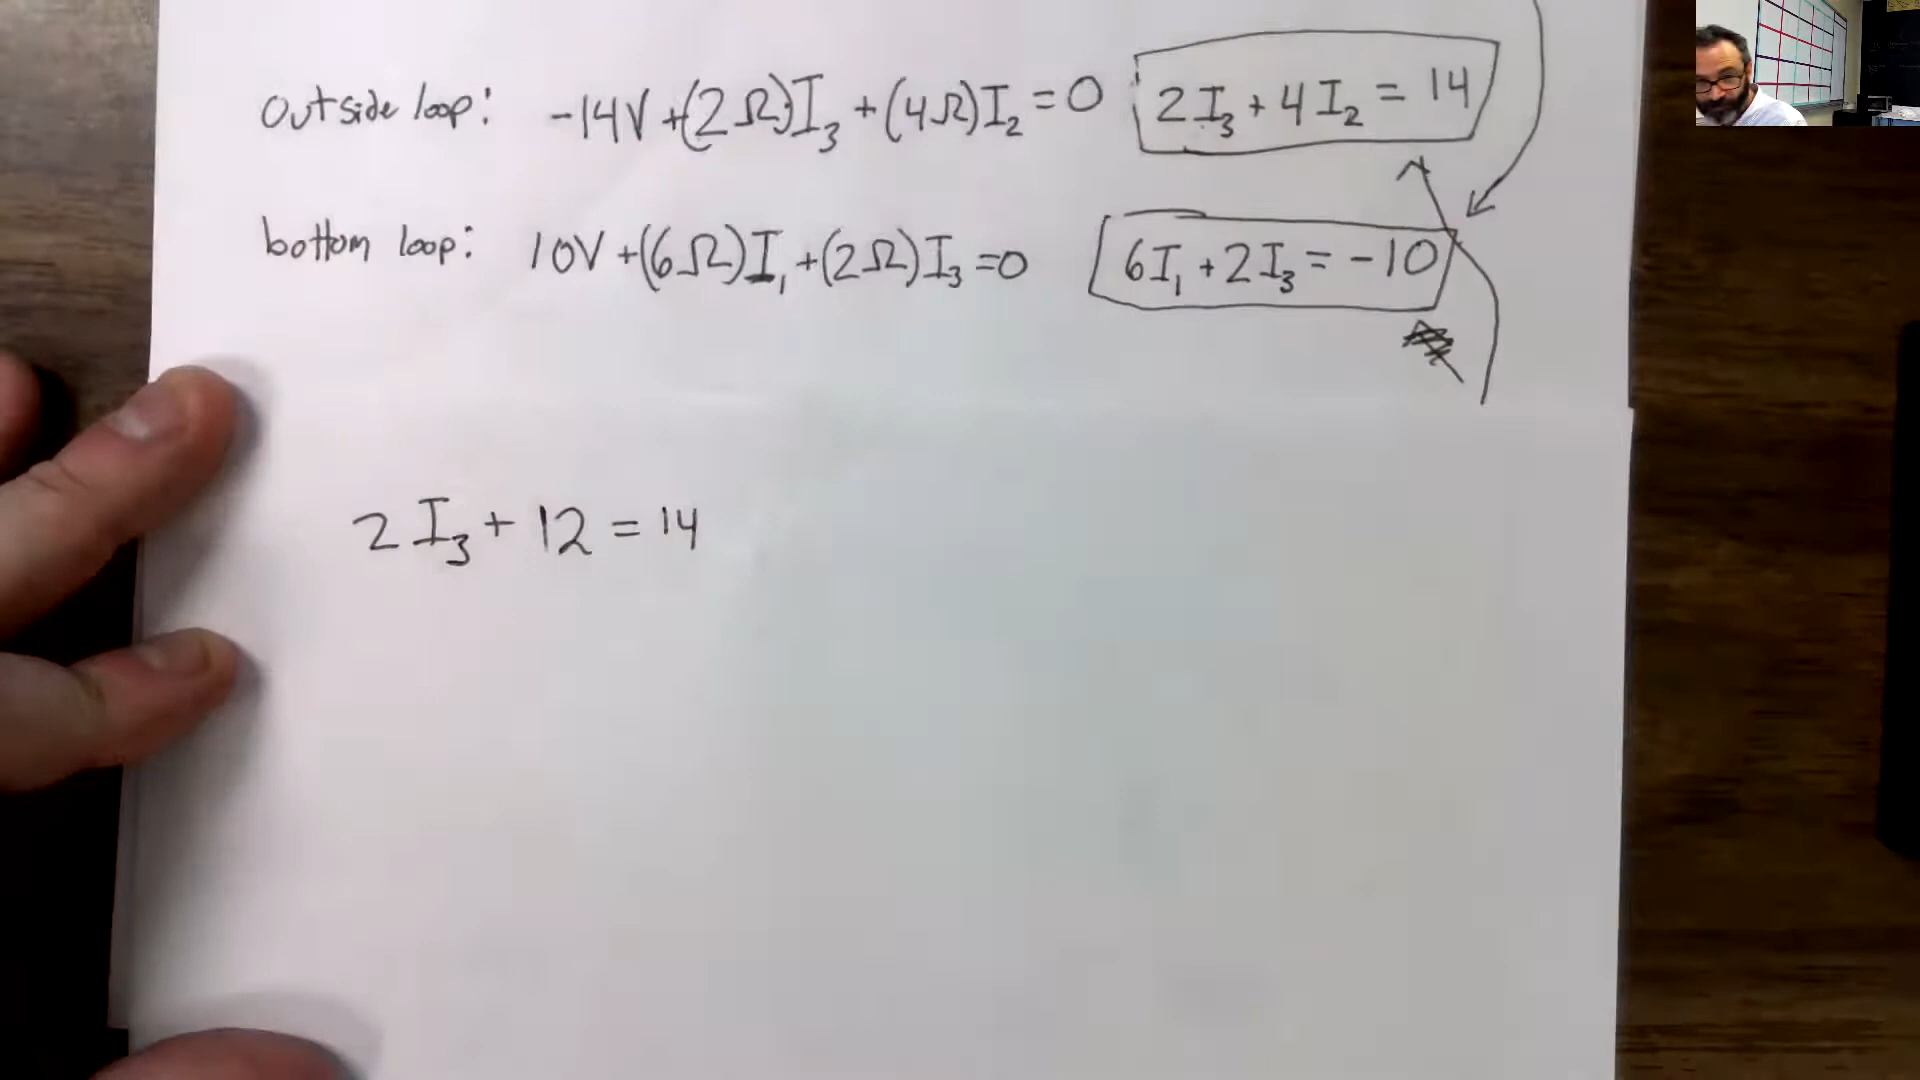 Outside loop: -14V +(2Ω)I₃ + (4Ω)I₂ = 0 2I₃ + 4I₂ = 14
bottom loop: 10V +(6Ω)I₁ +(2Ω)I₃ =0 6I₁ + 2I₃ = -10
2I₃ + 12 = 14